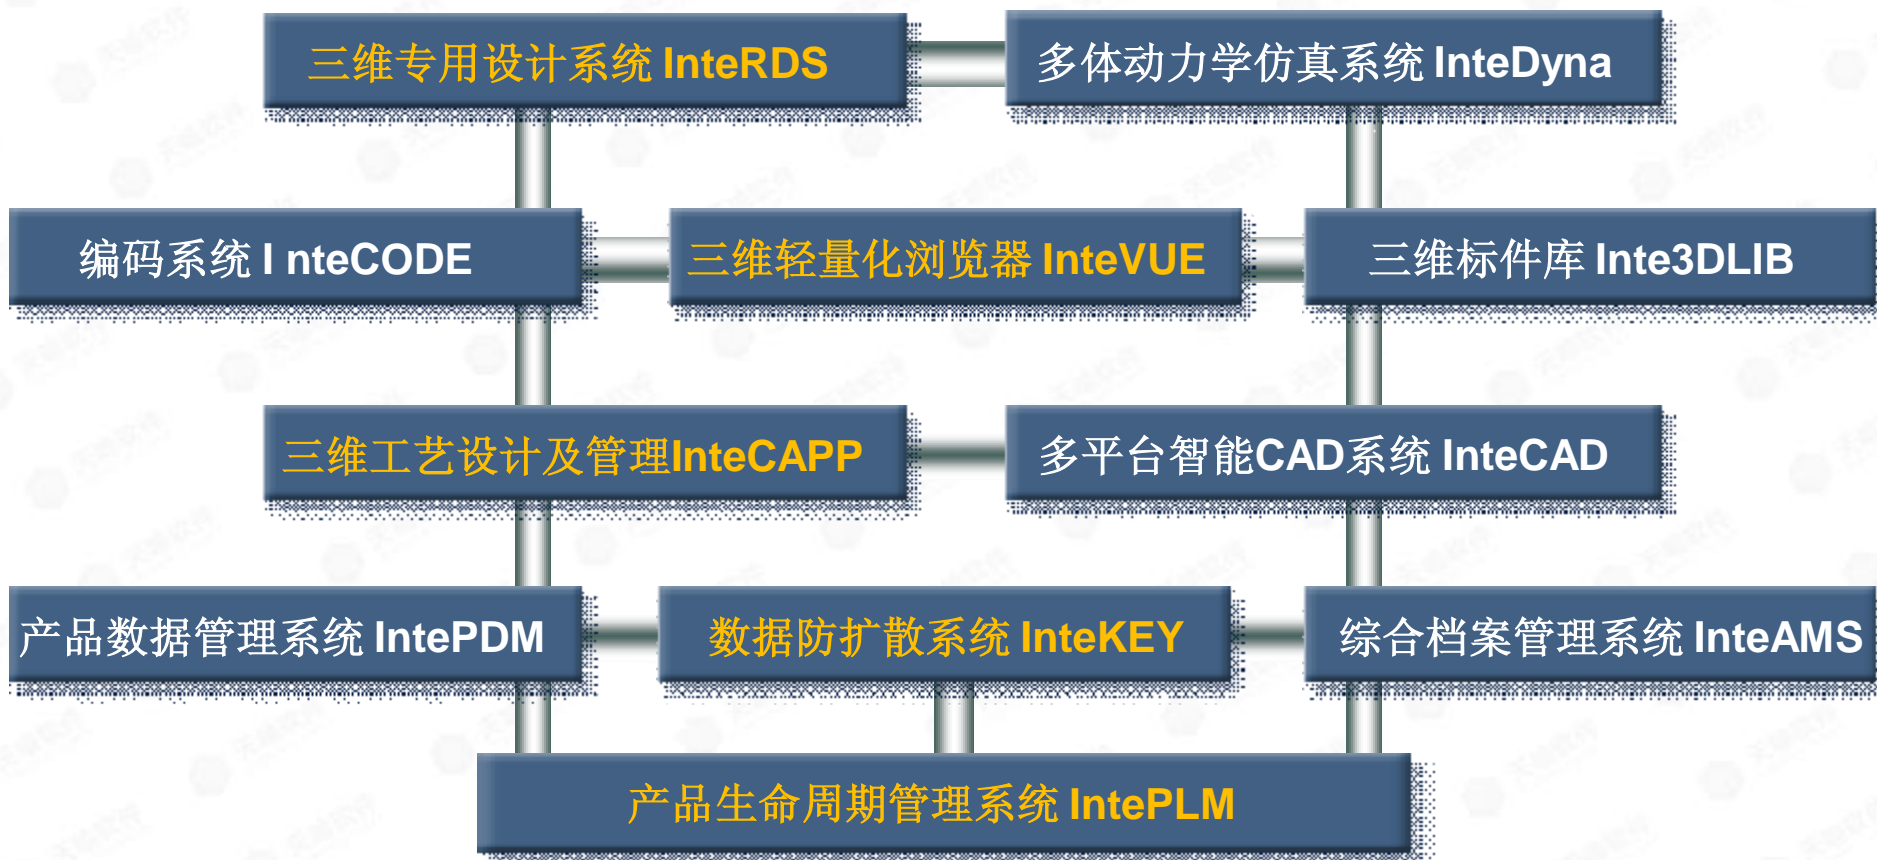 三维专用设计系统 InteRDS
多体动力学仿真系统 InteDyna
编码系统 I nteCODE
三维轻量化浏览器 InteVUE
三维标件库 Inte3DLIB
三维工艺设计及管理InteCAPP
多平台智能CAD系统 InteCAD
产品数据管理系统 IntePDM
数据防扩散系统 InteKEY
综合档案管理系统 InteAMS
产品生命周期管理系统 IntePLM